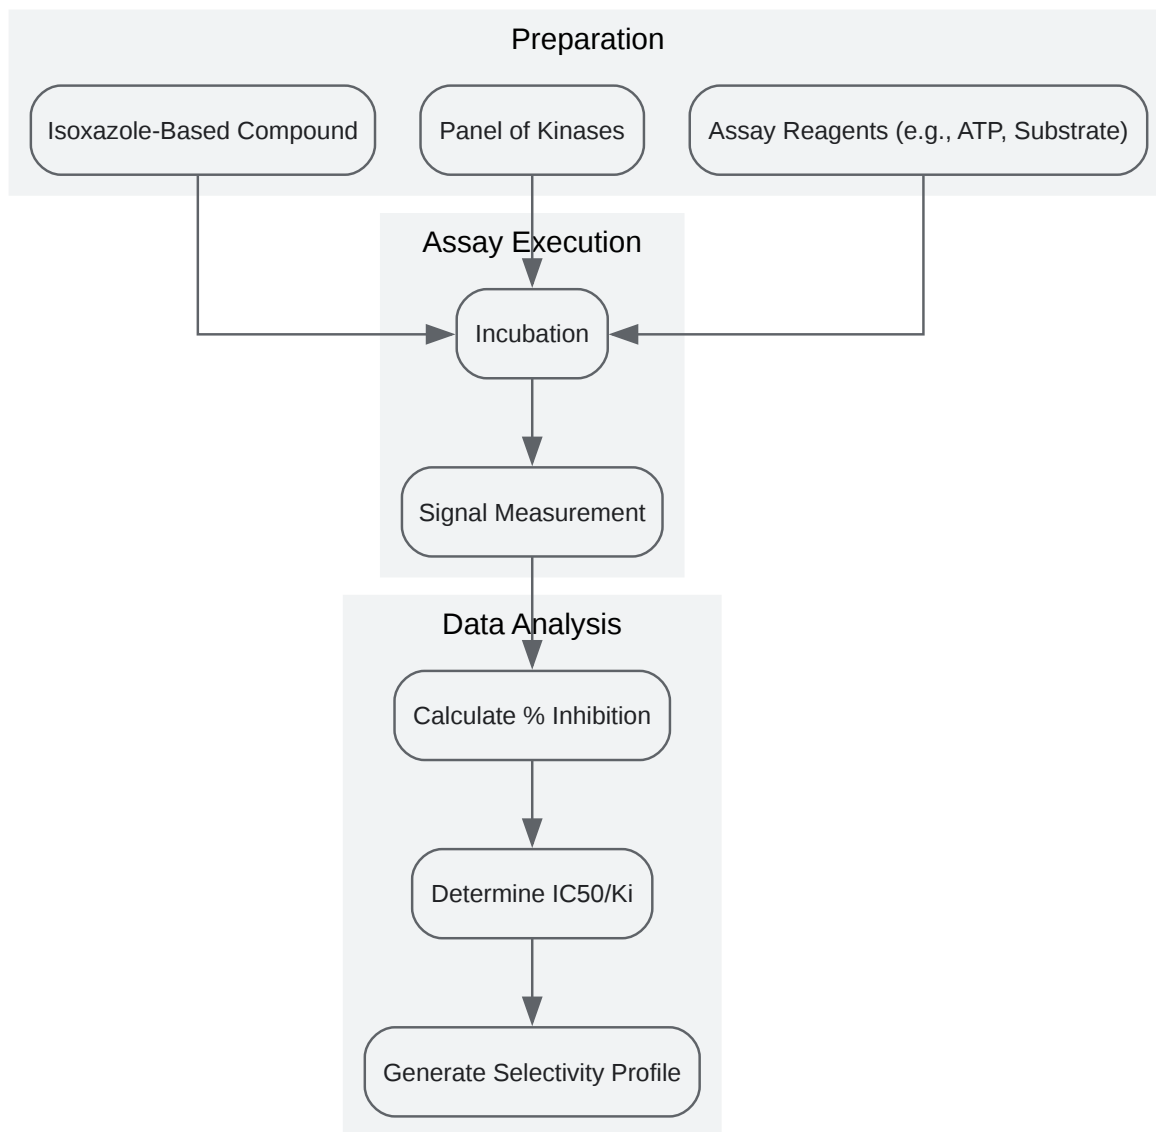 Preparation
Isoxazole-Based Compound
Panel of Kinases
Assay Reagents (e.g., ATP, Substrate)
Assay Execution
Incubation
Signal Measurement
Data Analysis
Calculate % Inhibition
Determine IC50/Ki
Generate Selectivity Profile